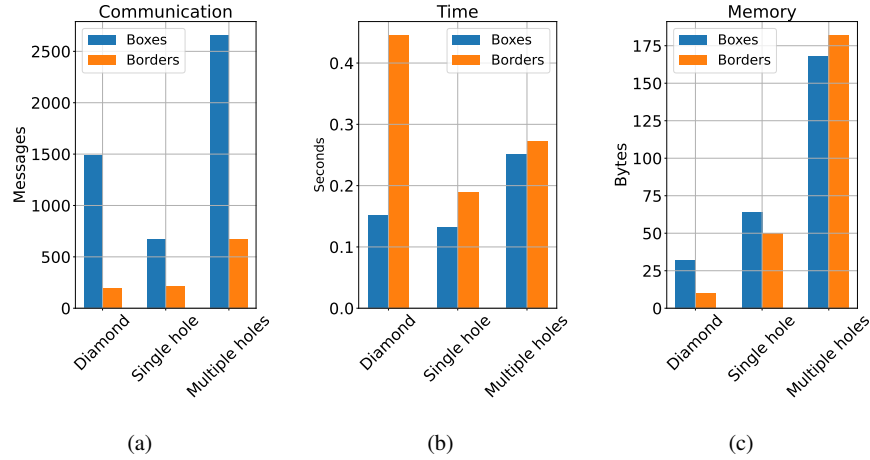 Communication
Messages
2500
2000
1500
1000
500
0
Boxes
Borders
Diamond
Single hole
Multiple holes
(a)
Time
Seconds
0.4
0.3
0.2
0.1
0.0
Boxes
Borders
Diamond
Single hole
Multiple holes
(b)
Memory
Bytes
175
150
125
100
75
50
25
0
Boxes
Borders
Diamond
Single hole
Multiple holes
(c)